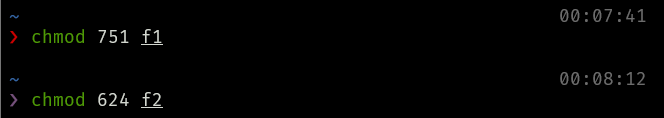 ~ 00:07:41
❯ chmod 751 f1
~ 00:08:12
❯ chmod 624 f2